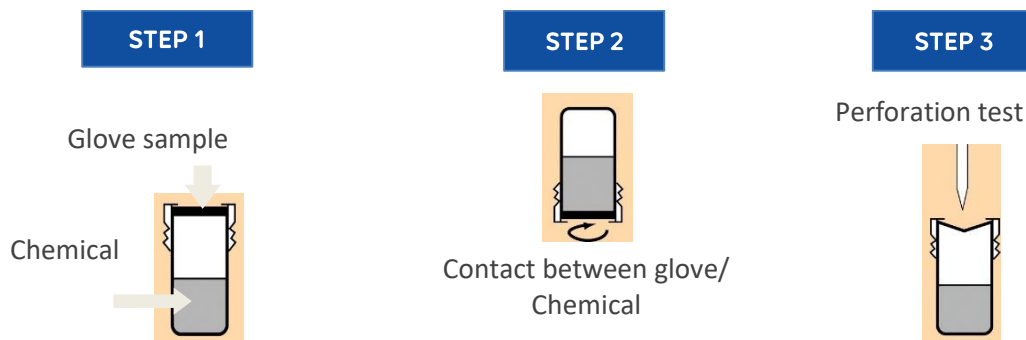 STEP 1
STEP 2
STEP 3
Glove sample
Chemical
Contact between glove/
Chemical
Perforation test